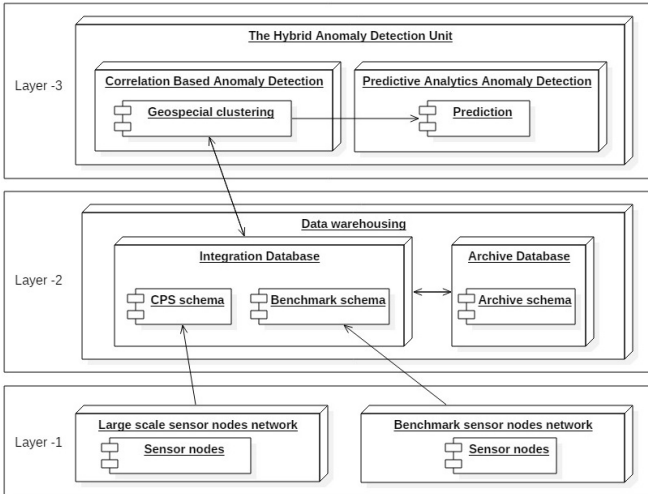 The Hybrid Anomaly Detection Unit
Layer -3
Correlation Based Anomaly Detection
Predictive Analytics Anomaly Detection
Geospecial clustering
Prediction
Data warehousing
Layer -2
Integration Database
Archive Database
CPS schema
Benchmark schema
Archive schema
Layer -1
Large scale sensor nodes network
Benchmark sensor nodes network
Sensor nodes
Sensor nodes